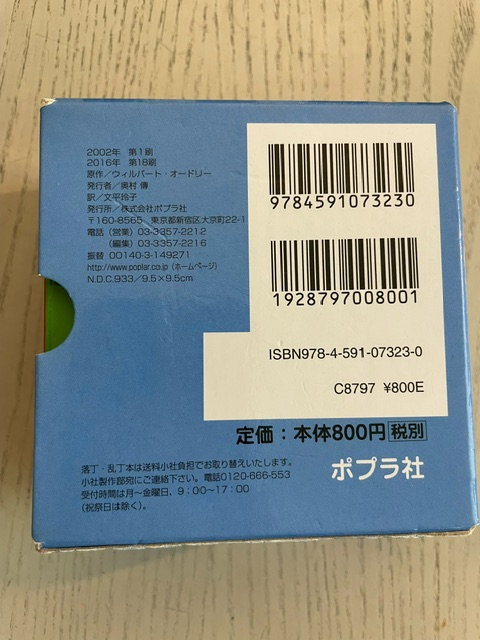 2002年 第1刷
2016年 第18刷
原作／ウィルバート・オードリー
発行者／奥村 傳
訳／文平玲子
発行所／株式会社ポプラ社
〒160-8565 東京都新宿区大京町22-1
電話（営業）03-3357-2212
（編集）03-3357-2216
振替 00140-3-149271
http://www.poplar.co.jp（ホームページ）
N.D.C.933／9.5×9.5cm
9784591073230
1928797008001
ISBN978-4-591-07323-0
C8797 ¥800E
定価：本体800円 税別
ポプラ社
落丁・乱丁本は送料小社負担でお取り替えいたします。
小社製作部宛にご連絡下さい。電話0120-666-553
受付時間は月〜金曜日、9：00〜17：00
（祝祭日は除く）。